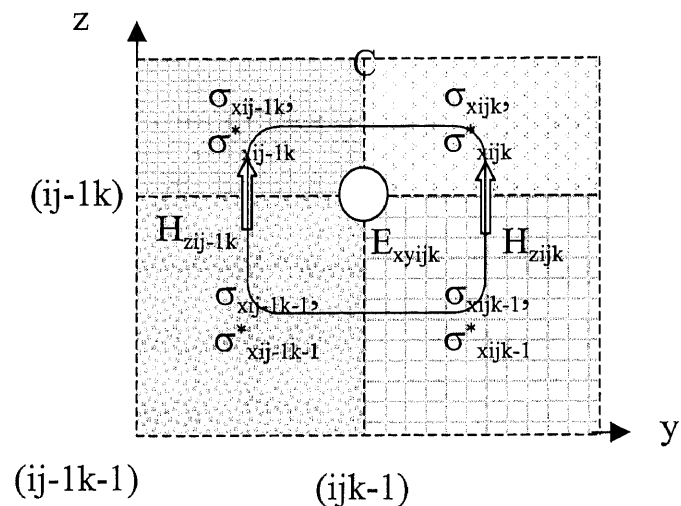 z
C
σxij-1k, σxijk,
σ*xij-1k σ*xijk
(ij-1k)
Hzij-1k Exyijk Hzijk
σxij-1k-1, σxijk-1,
σ*xij-1k-1 σ*xijk-1
y
(ij-1k-1) (ijk-1)